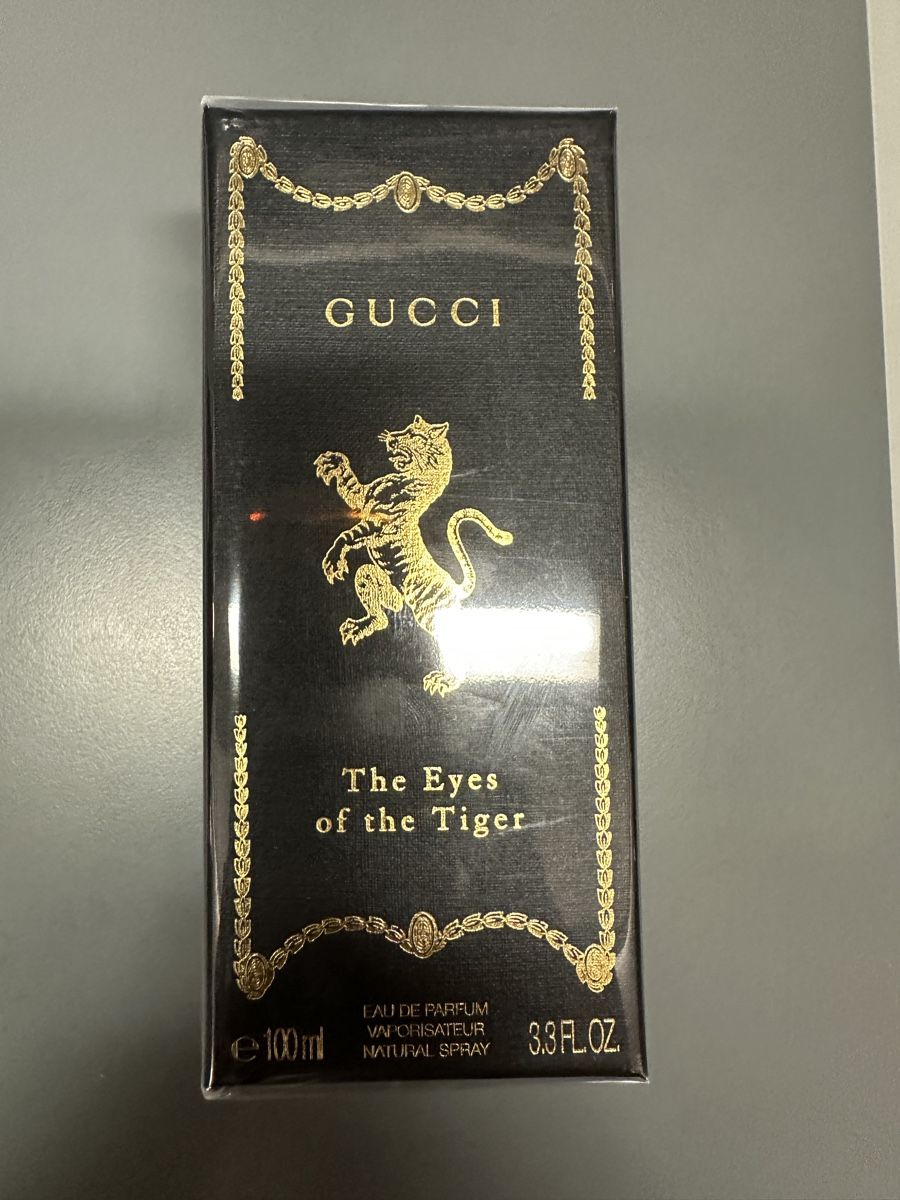 GUCCI
The Eyes
of the Tiger
EAU DE PARFUM
VAPORISATEUR
NATURAL SPRAY
℮ 100 ml
3.3 FL. OZ.